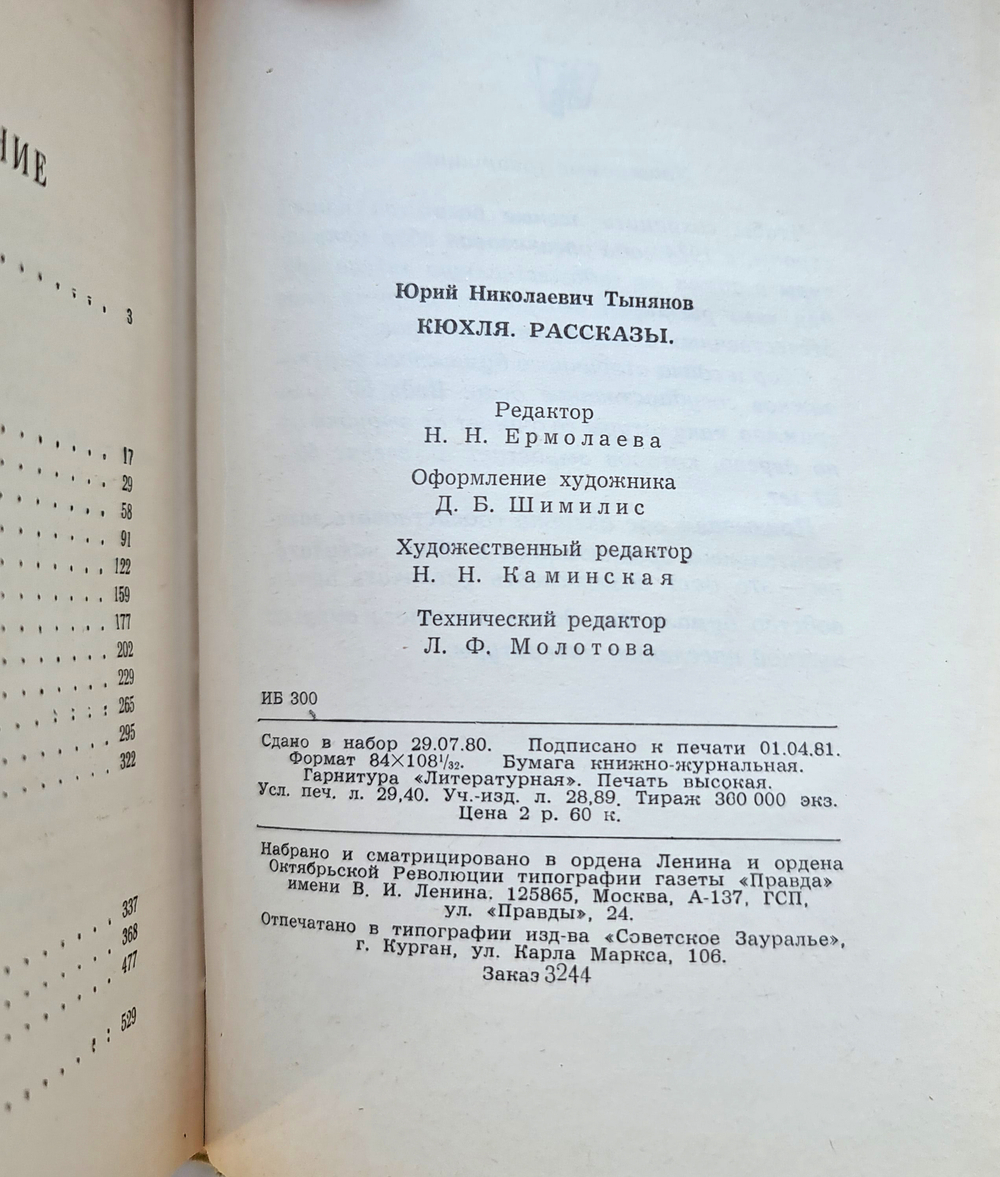 НИЕ
3
17
29
58
91
122
159
177
202
229
265
295
322
337
368
477
529
Юрий Николаевич Тынянов
КЮХЛЯ. РАССКАЗЫ.
Редактор
Н. Н. Ермолаева
Оформление художника
Д. Б. Шимилис
Художественный редактор
Н. Н. Каминская
Технический редактор
Л. Ф. Молотова
ИБ 300
Сдано в набор 29.07.80. Подписано к печати 01.04.81.
Формат 84×108¹/₃₂. Бумага книжно-журнальная.
Гарнитура «Литературная». Печать высокая.
Усл. печ. л. 29,40. Уч.-изд. л. 28,89. Тираж 360 000 экз.
Цена 2 р. 60 к.
Набрано и сматрицировано в ордена Ленина и ордена
Октябрьской Революции типографии газеты «Правда»
имени В. И. Ленина. 125865, Москва, А-137, ГСП,
ул. «Правды», 24.
Отпечатано в типографии изд-ва «Советское Зауралье»,
г. Курган, ул. Карла Маркса, 106.
Заказ 3244